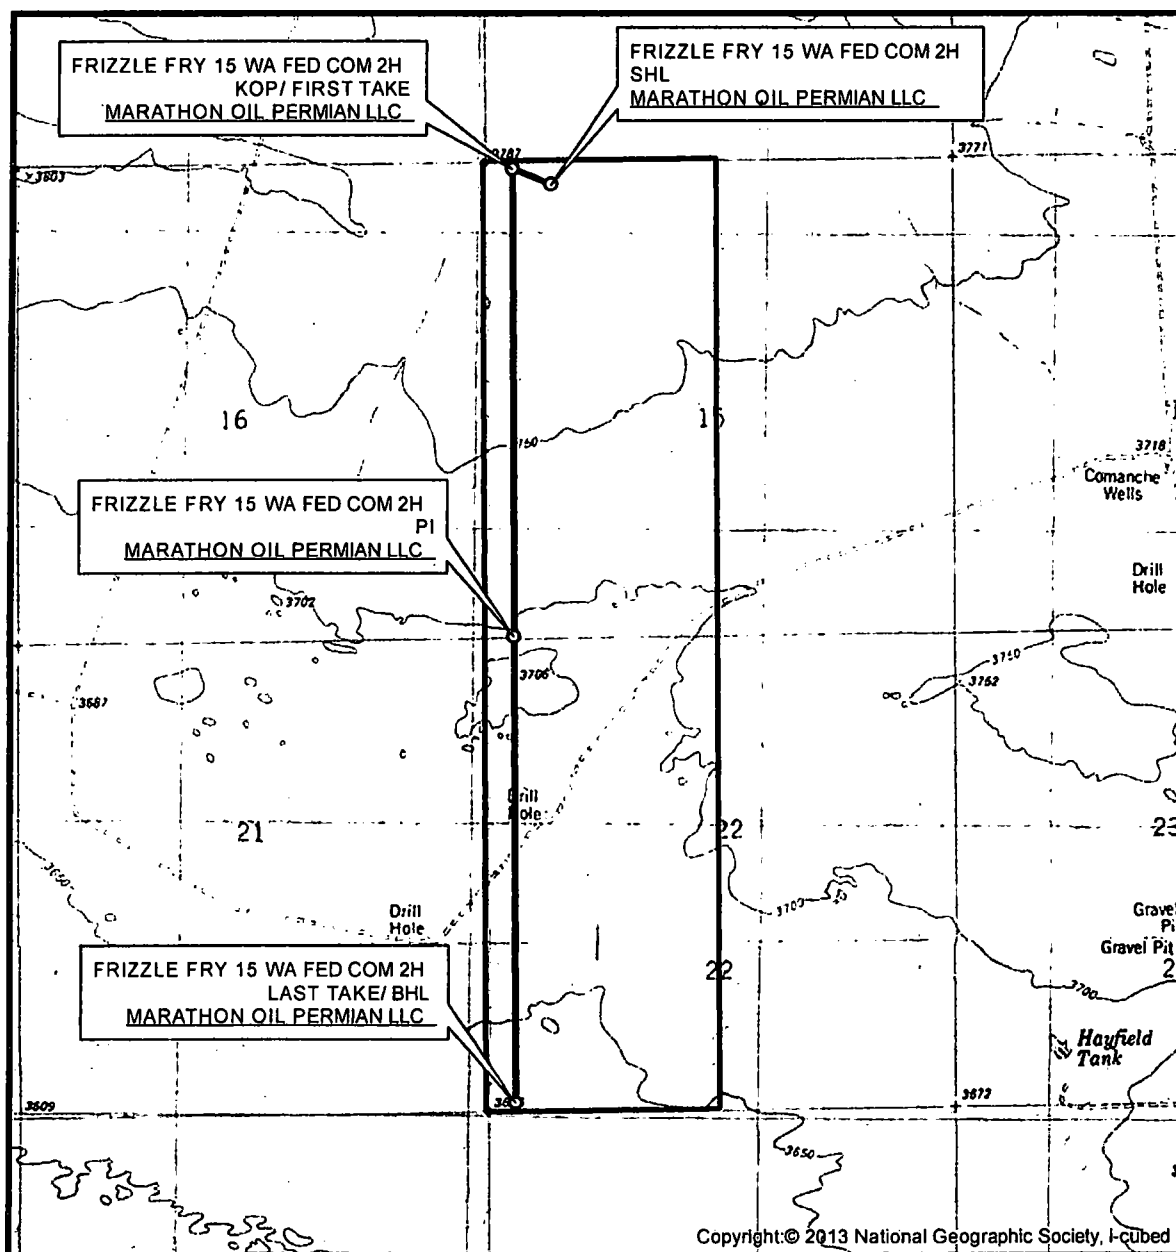 FRIZZLE FRY 15 WA FED COM 2H
KOP/ FIRST TAKE
MARATHON OIL PERMIAN LLC
FRIZZLE FRY 15 WA FED COM 2H
SHL
MARATHON OIL PERMIAN LLC
3771
3803
16
15
3718
Comanche
Wells
FRIZZLE FRY 15 WA FED COM 2H
PI
MARATHON OIL PERMIAN LLC
Drill
Hole
3702
3750
3706
3752
3687
Drill
Hole
21
22
23
3650
3700
Drill
Hole
Gravel Pit
FRIZZLE FRY 15 WA FED COM 2H
LAST TAKE/ BHL
MARATHON OIL PERMIAN LLC
22
3700
Hayfield
Tank
3609
3672
3650
Copyright:© 2013 National Geographic Society, i-cubed